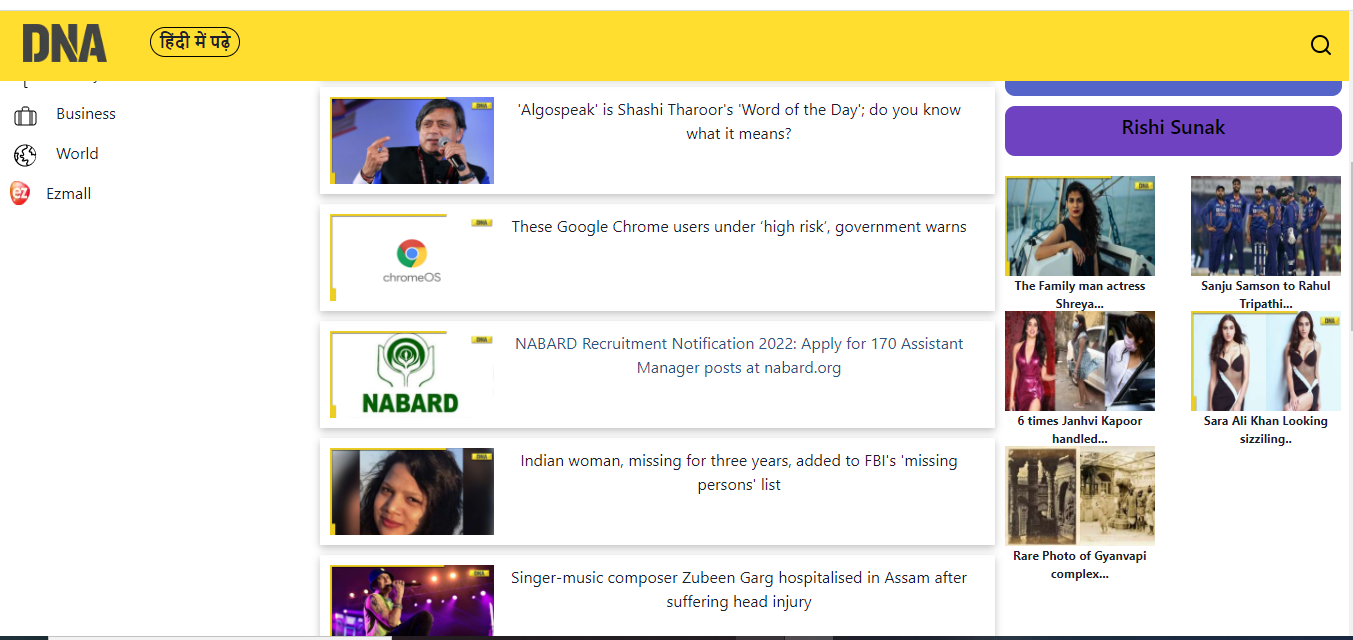 DNA
हिंदी में पढ़े
Business
World
ez
Ezmall
DNA
'Algospeak' is Shashi Tharoor's 'Word of the Day'; do you know
what it means?
DNA
chromeOS
These Google Chrome users under ‘high risk’, government warns
DNA
NABARD
NABARD Recruitment Notification 2022: Apply for 170 Assistant
Manager posts at nabard.org
DNA
Indian woman, missing for three years, added to FBI's 'missing
persons' list
DNA
Singer-music composer Zubeen Garg hospitalised in Assam after
suffering head injury
Rishi Sunak
DNA
The Family man actress
Shreya...
Sanju Samson to Rahul
Tripathi...
6 times Janhvi Kapoor
handled...
DNA
Sara Ali Khan Looking
sizziling..
Rare Photo of Gyanvapi
complex...